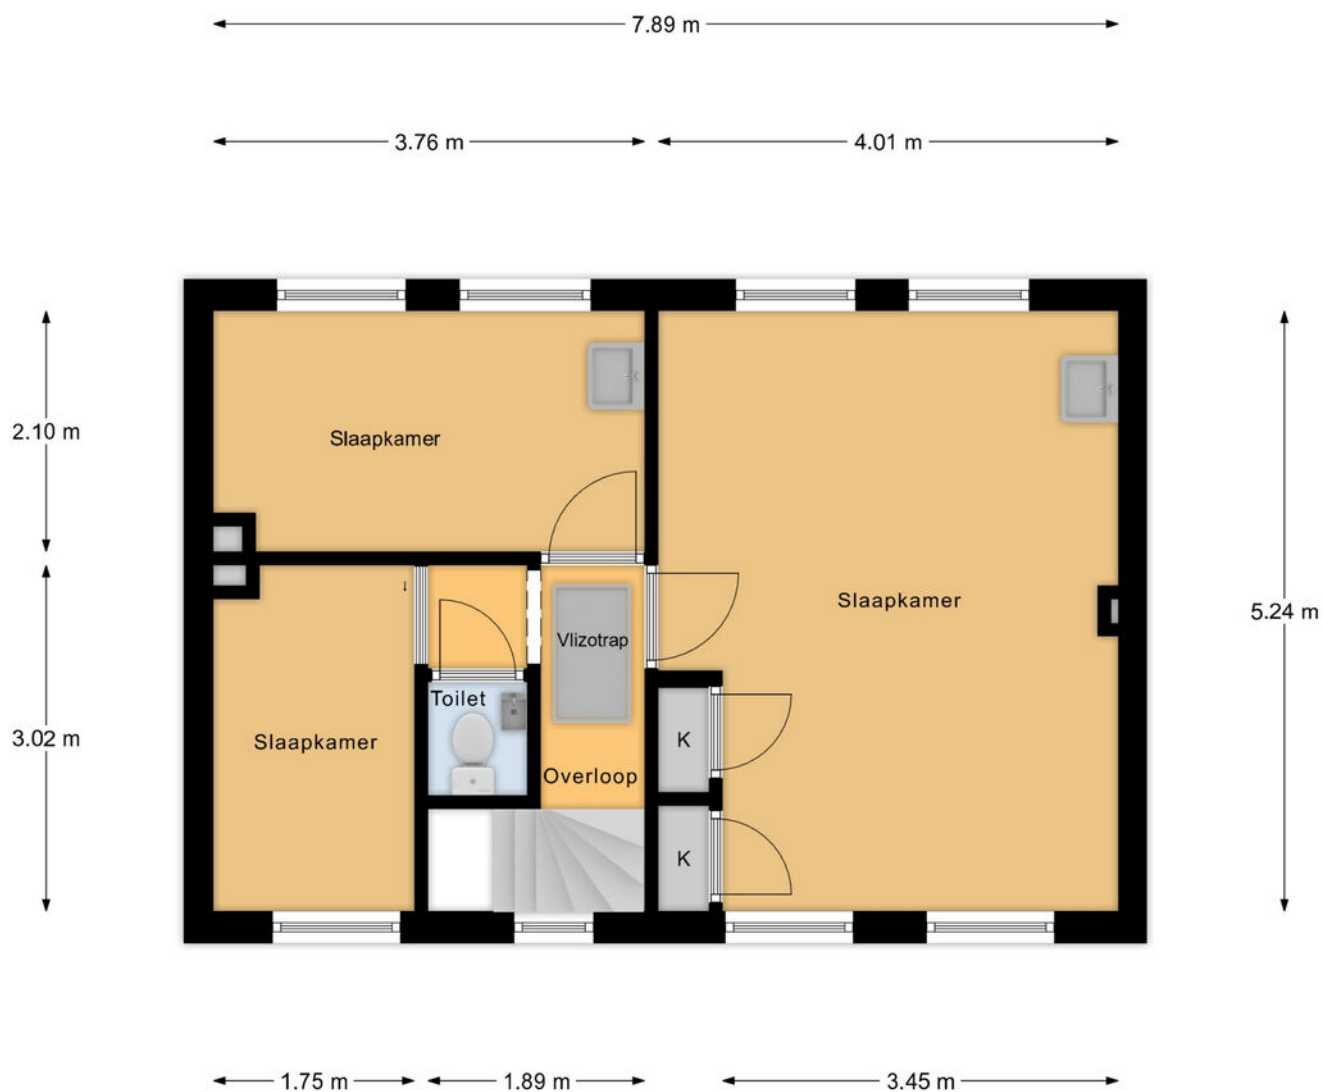 7.89 m
3.76 m
4.01 m
2.10 m
Slaapkamer
Slaapkamer
5.24 m
Vlizotrap
Toilet
3.02 m
Slaapkamer
K
Overloop
K
1.75 m
1.89 m
3.45 m